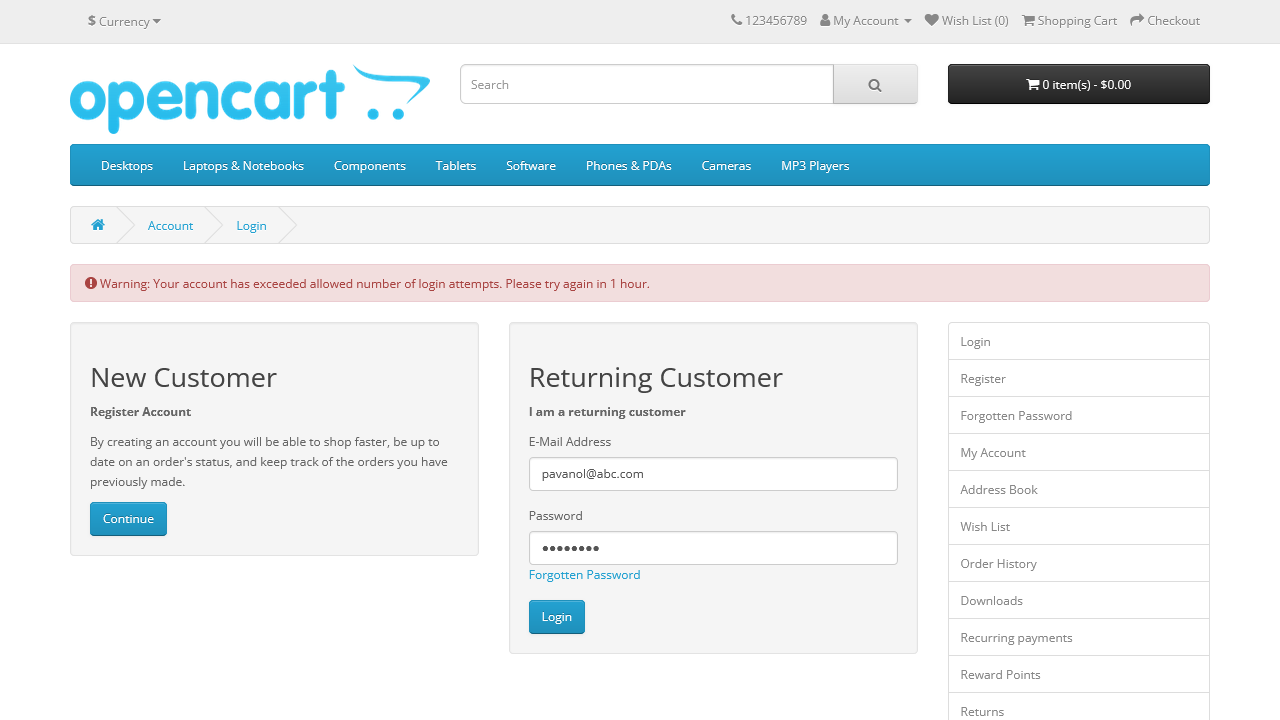 $ Currency
123456789 My Account Wish List (0) Shopping Cart Checkout
opencart
Search
0 item(s) - $0.00
Desktops Laptops & Notebooks Components Tablets Software Phones & PDAs Cameras MP3 Players
Account Login
Warning: Your account has exceeded allowed number of login attempts. Please try again in 1 hour.
New Customer
Register Account
By creating an account you will be able to shop faster, be up to
date on an order's status, and keep track of the orders you have
previously made.
Continue
Returning Customer
I am a returning customer
E-Mail Address
pavanol@abc.com
Password
••••••••
Forgotten Password
Login
Login
Register
Forgotten Password
My Account
Address Book
Wish List
Order History
Downloads
Recurring payments
Reward Points
Returns